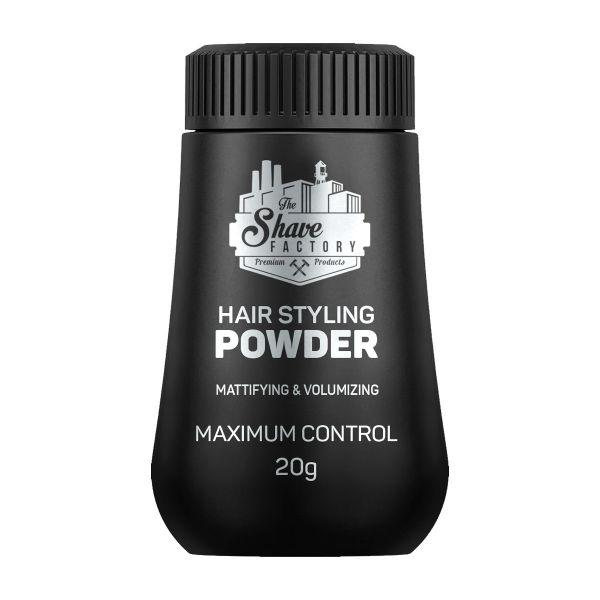 The
Shave
FACTORY
Premium Products
HAIR STYLING
POWDER
MATTIFYING & VOLUMIZING
MAXIMUM CONTROL
20g